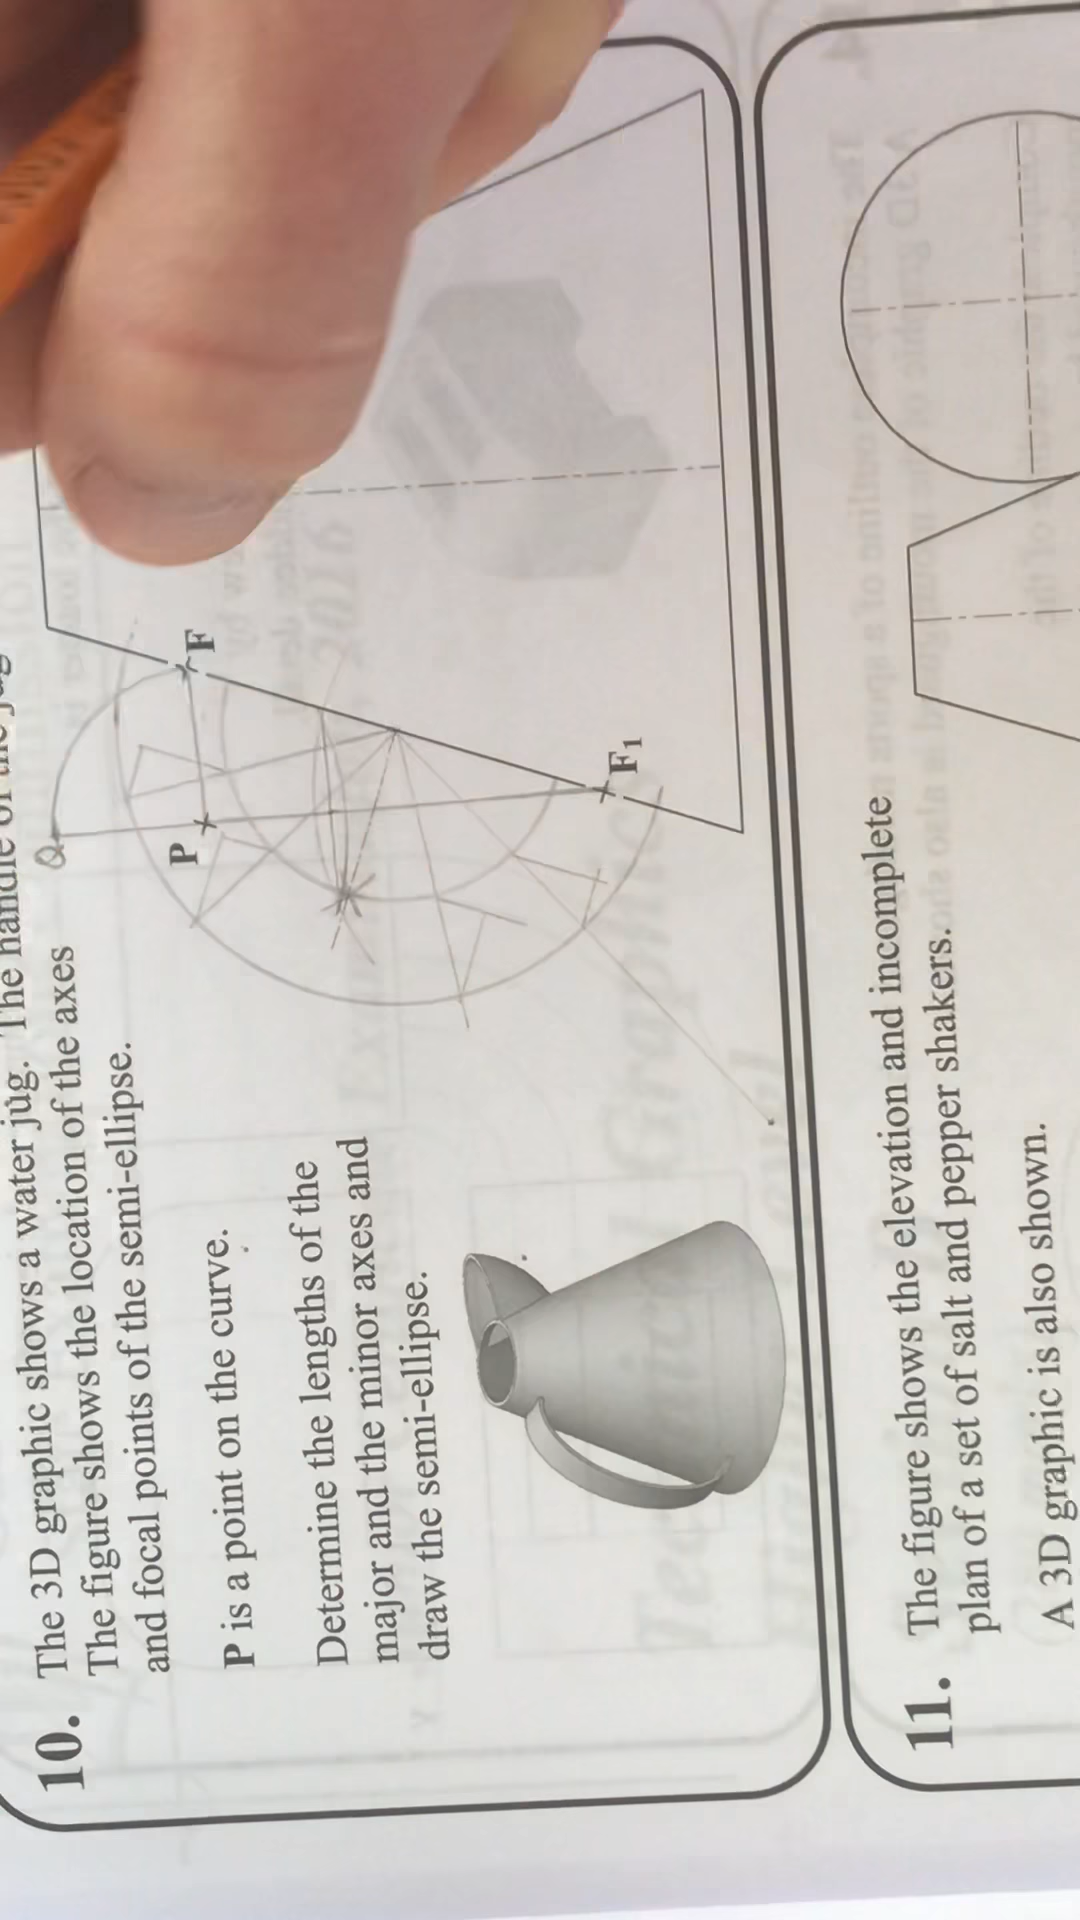 10. The 3D graphic shows a water jug. The handle of the jug
The figure shows the location of the axes
and focal points of the semi-ellipse.
P is a point on the curve.
Determine the lengths of the
major and the minor axes and
draw the semi-ellipse.
Q
P
F
F1
11. The figure shows the elevation and incomplete
plan of a set of salt and pepper shakers.
A 3D graphic is also shown.